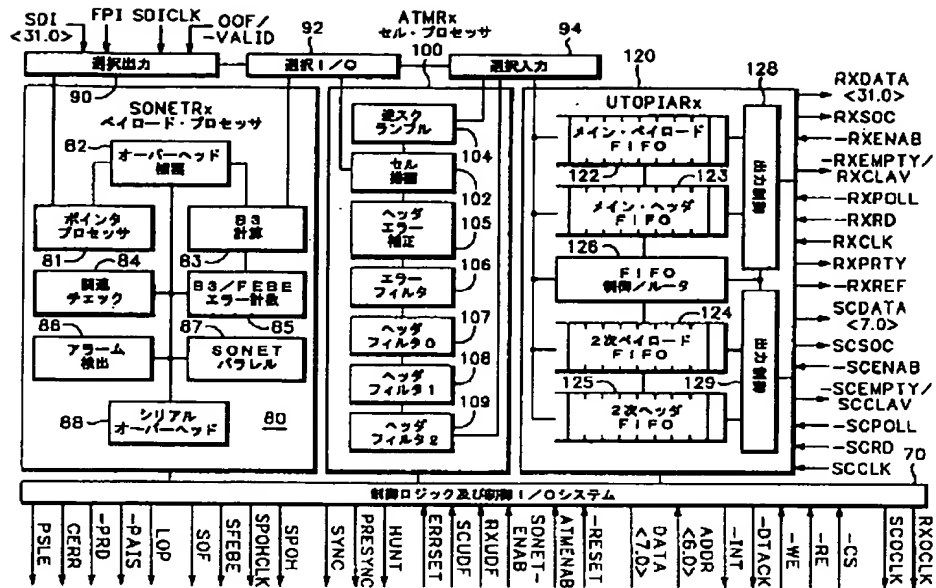 SDI
<31.0>
FPI SDICLK
OOF/
-VALID
92
ATMRx
セル・プロセッサ
100
94
選択出力
選択I/O
選択入力
90
120
128
SONETRx
ペイロード・プロセッサ
82
オーバーヘッド
捕捉
ポインタ
プロセッサ
81
84
B3
計算
83
関連
チェック
B3/FEBE
エラー計数
85
86
アラーム
検出
87
SONET
パラレル
シリアル
オーバーヘッド
88
80
逆スク
ランブル
104
セル
描画
102
ヘッダ
エラー
補正
105
エラー
フィルタ
106
ヘッダ
フィルタ0
107
ヘッダ
フィルタ1
108
ヘッダ
フィルタ2
109
UTOPIARx
メイン・ペイロード
FIFO
122
123
メイン・ヘッダ
FIFO
126
FIFO
制御/ルータ
124
2次ペイロード
FIFO
125
129
2次ヘッダ
FIFO
出力制御
出力制御
RXDATA
<31.0>
RXSOC
-RXENAB
-RXEMPTY/
RXCLAV
-RXPOLL
-RXRD
RXCLK
RXPRTY
-RXREF
SCDATA
<7.0>
SCSOC
-SCENAB
-SCEMPTY/
SCCLAV
-SCPOLL
-SCRD
SCCLK
70
制御ロジック及び制御I/Oシステム
PSLE
CERR
-PRD
-PAIS
LOP
SOF
SFEBE
SPOHCLK
SPOH
SYNC
PRESYNC
HUNT
ERRSET
SCUDF
RXUDF
ENAB
SONET-
ATMENAB
-RESET
DATA
<7.0>
ADDR
<6.0>
-INT
-DTACK
-WE
-RE
-CS
SCOCLK
RXOCLK